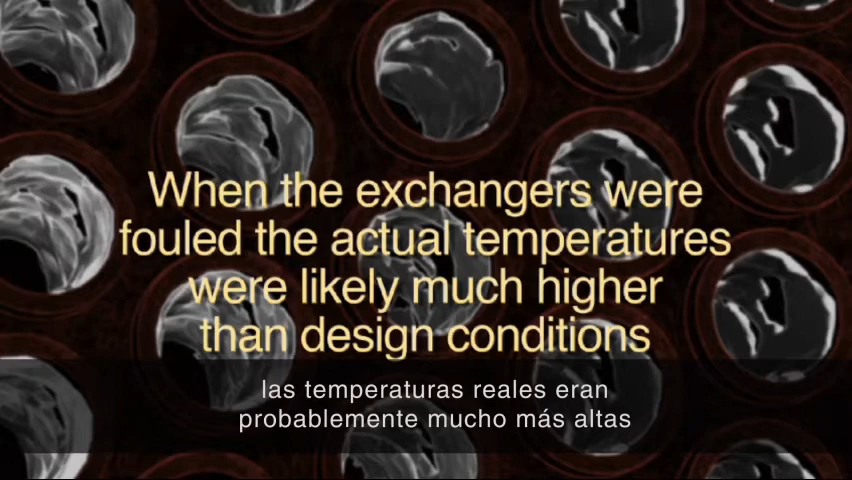 When the exchangers were
fouled the actual temperatures
were likely much higher
than design conditions
las temperaturas reales eran
probablemente mucho más altas